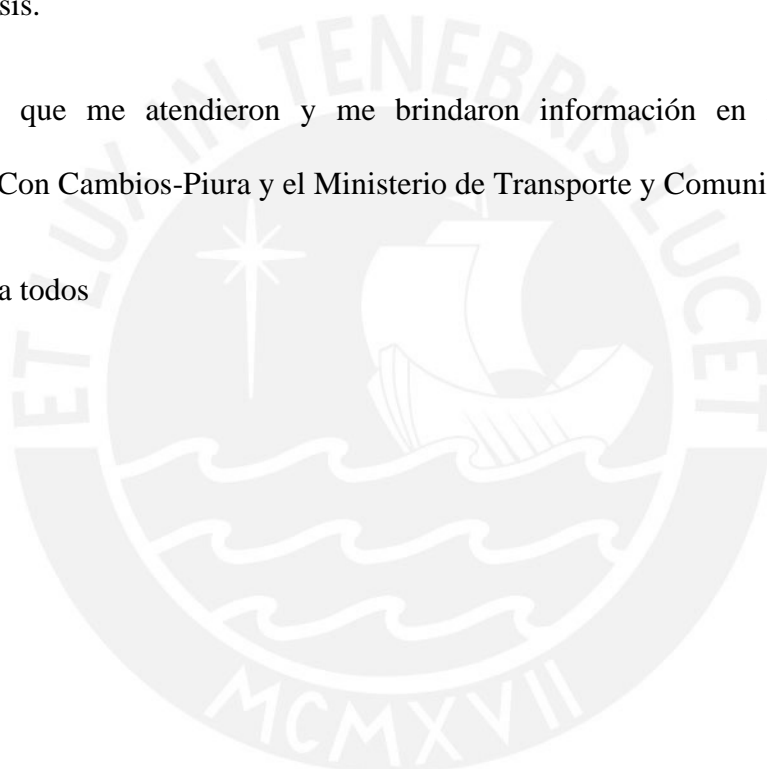 sis.
que me atendieron y me brindaron información en
Con Cambios-Piura y el Ministerio de Transporte y Comuni
a todos
ET LUX IN TENEBRIS LUCET
MCMXVII